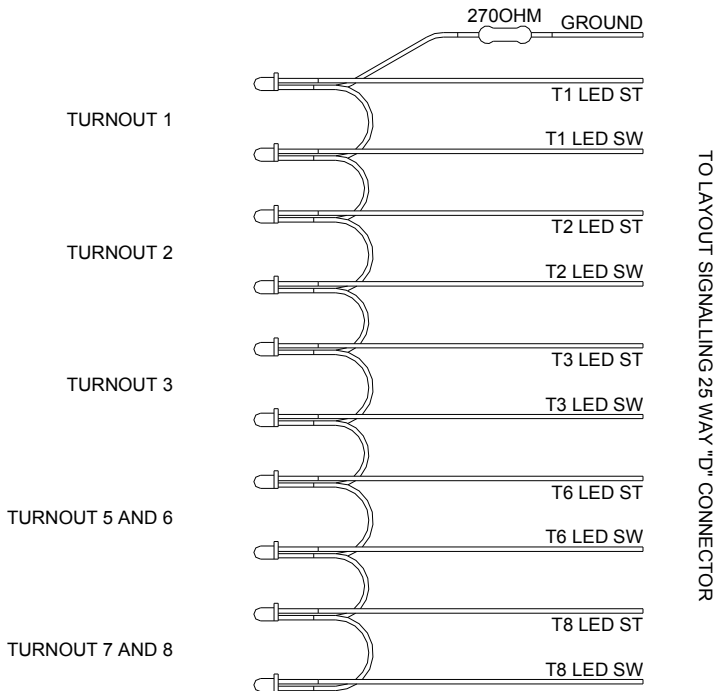 270OHM
GROUND
T1 LED ST
TURNOUT 1
T1 LED SW
T2 LED ST
TURNOUT 2
T2 LED SW
T3 LED ST
TURNOUT 3
T3 LED SW
T6 LED ST
TURNOUT 5 AND 6
T6 LED SW
T8 LED ST
TURNOUT 7 AND 8
T8 LED SW
TO LAYOUT SIGNALLING 25 WAY "D" CONNECTOR